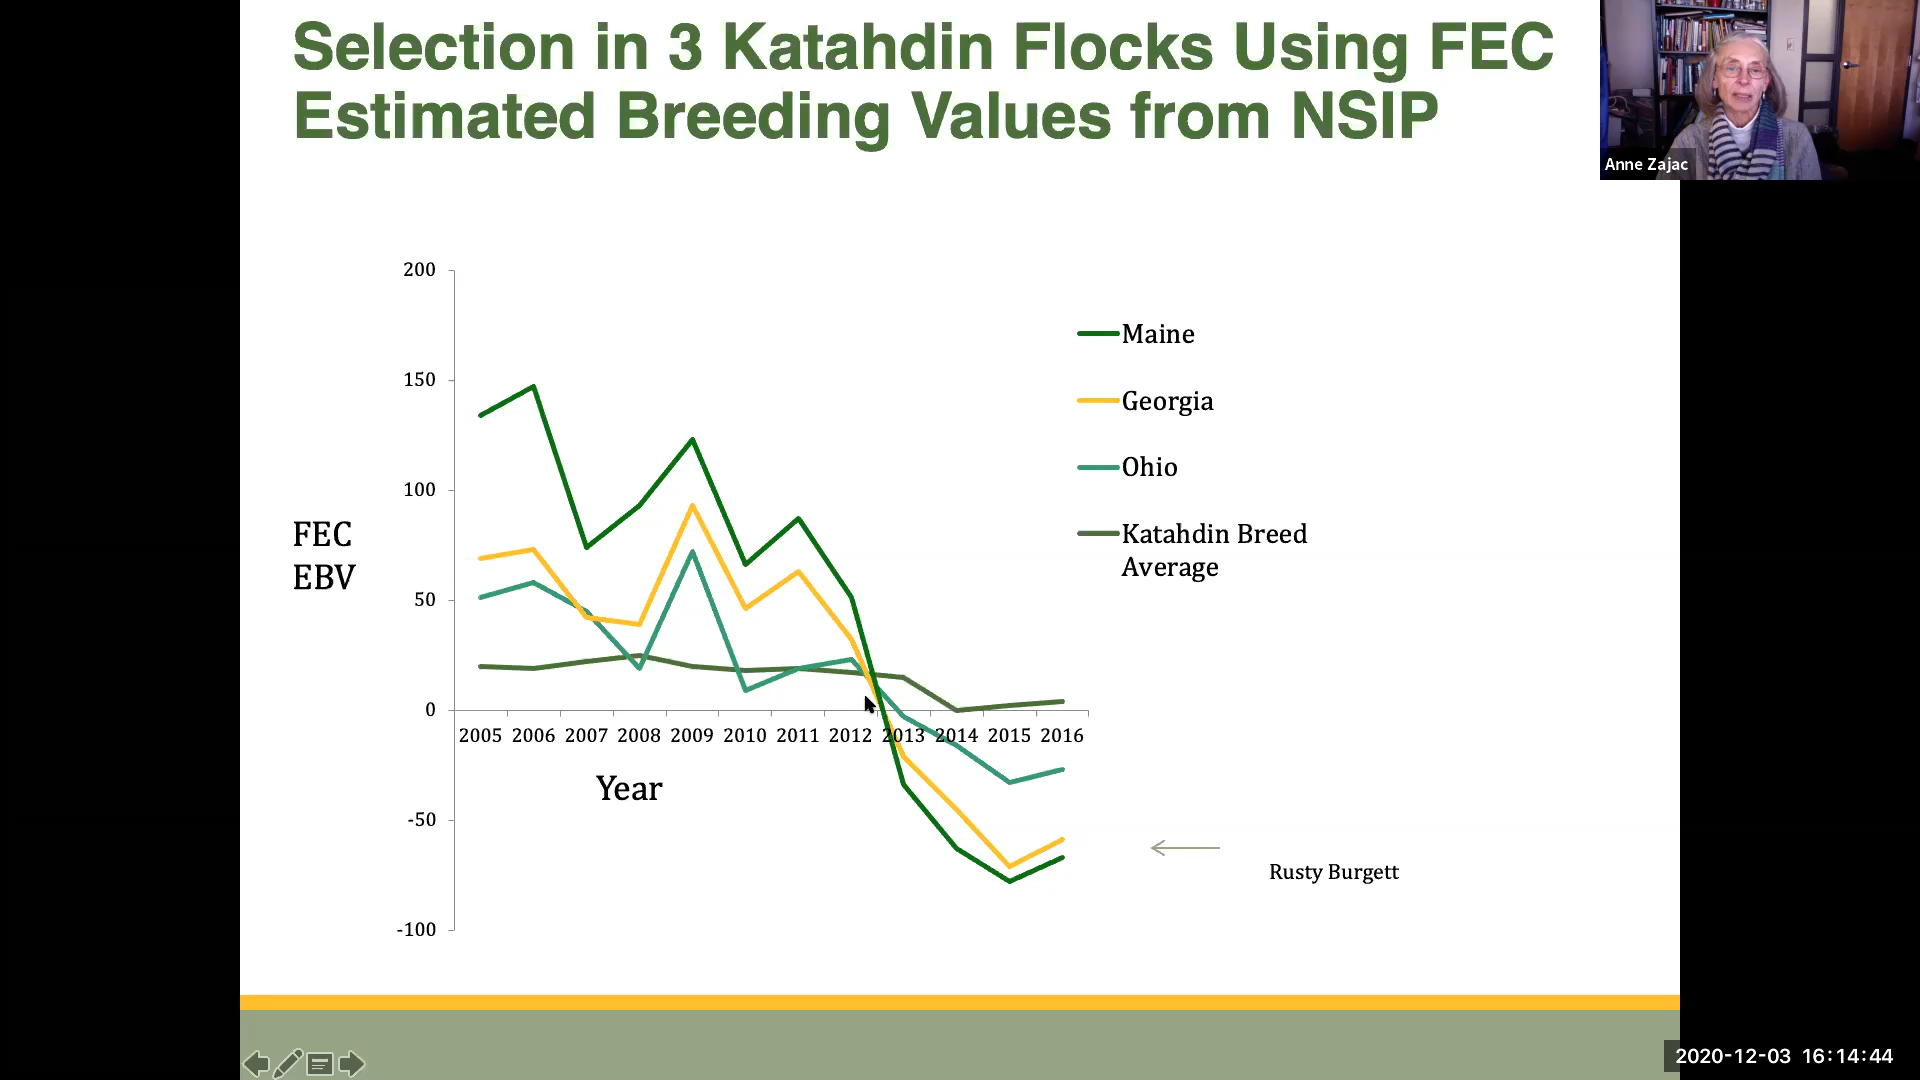 Selection in 3 Katahdin Flocks Using FEC
Estimated Breeding Values from NSIP
Anne Zajac
200
150
100
50
0
-50
-100
FEC
EBV
Maine
Georgia
Ohio
Katahdin Breed
Average
2005 2006 2007 2008 2009 2010 2011 2012 2013 2014 2015 2016
Year
Rusty Burgett
2020-12-03 16:14:44